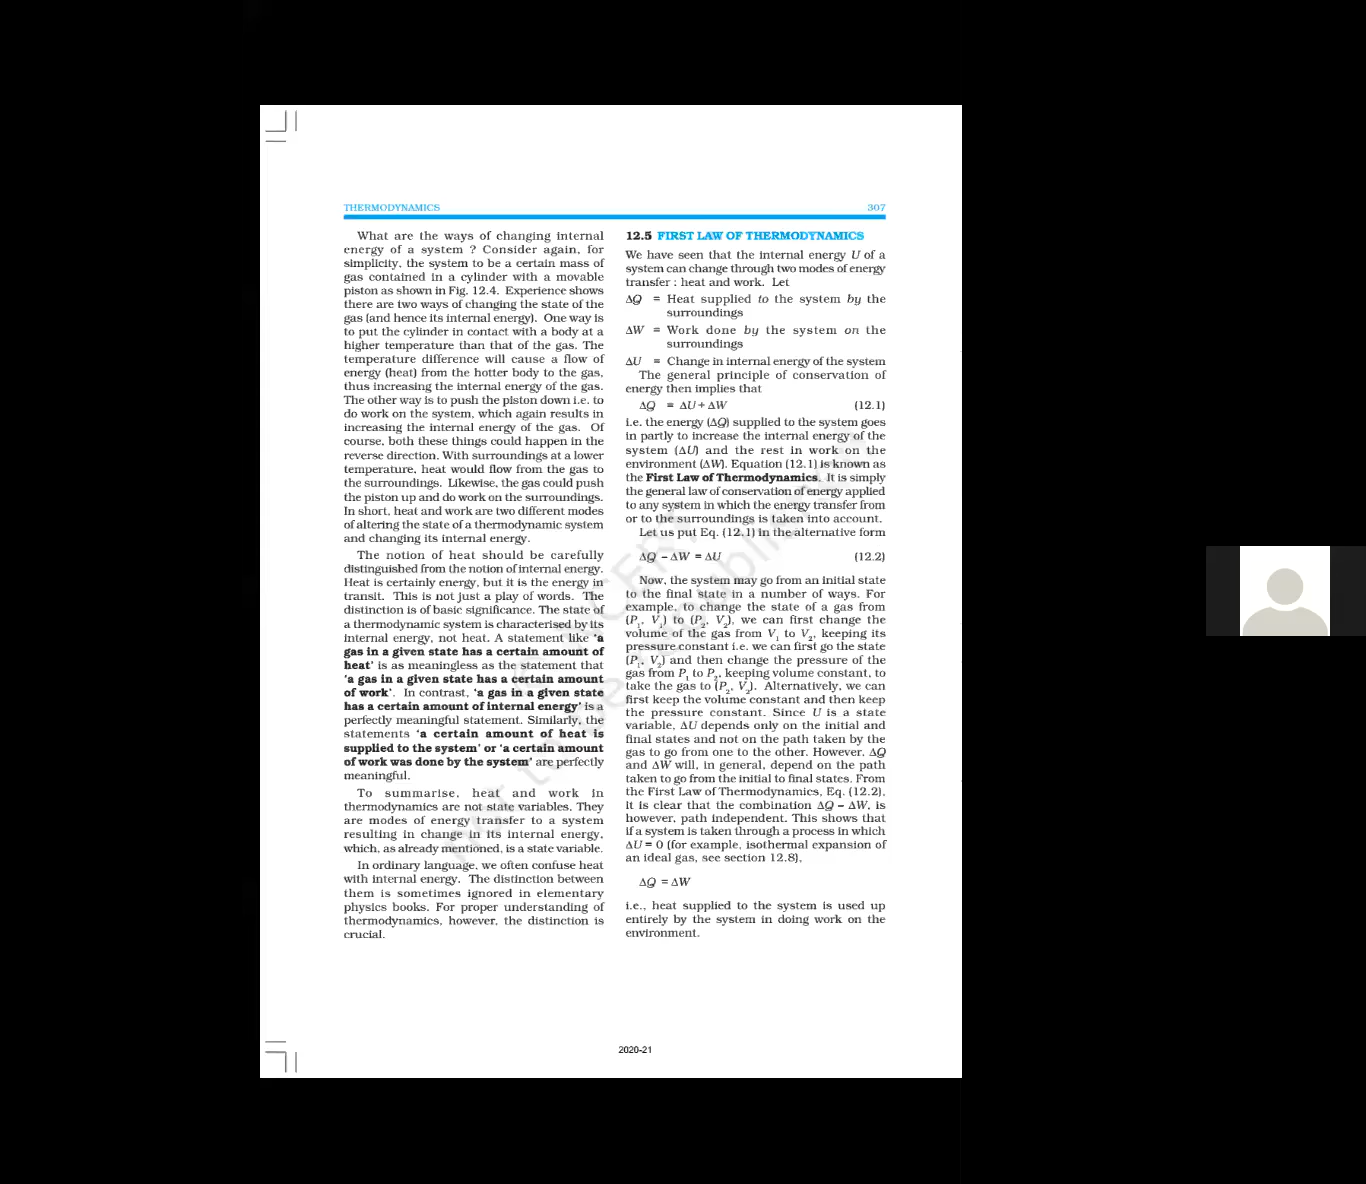 THERMODYNAMICS 307
What are the ways of changing internal
energy of a system ? Consider again, for
simplicity, the system to be a certain mass of
gas contained in a cylinder with a movable
piston as shown in Fig. 12.4. Experience shows
there are two ways of changing the state of the
gas (and hence its internal energy). One way is
to put the cylinder in contact with a body at a
higher temperature than that of the gas. The
temperature difference will cause a flow of
energy (heat) from the hotter body to the gas,
thus increasing the internal energy of the gas.
The other way is to push the piston down i.e. to
do work on the system, which again results in
increasing the internal energy of the gas. Of
course, both these things could happen in the
reverse direction. With surroundings at a lower
temperature, heat would flow from the gas to
the surroundings. Likewise, the gas could push
the piston up and do work on the surroundings.
In short, heat and work are two different modes
of altering the state of a thermodynamic system
and changing its internal energy.
The notion of heat should be carefully
distinguished from the notion of internal energy.
Heat is certainly energy, but it is the energy in
transit. This is not just a play of words. The
distinction is of basic significance. The state of
a thermodynamic system is characterised by its
internal energy, not heat. A statement like ‘a
gas in a given state has a certain amount of
heat’ is as meaningless as the statement that
‘a gas in a given state has a certain amount
of work’. In contrast, ‘a gas in a given state
has a certain amount of internal energy’ is a
perfectly meaningful statement. Similarly, the
statements ‘a certain amount of heat is
supplied to the system’ or ‘a certain amount
of work was done by the system’ are perfectly
meaningful.
To summarise, heat and work in
thermodynamics are not state variables. They
are modes of energy transfer to a system
resulting in change in its internal energy,
which, as already mentioned, is a state variable.
In ordinary language, we often confuse heat
with internal energy. The distinction between
them is sometimes ignored in elementary
physics books. For proper understanding of
thermodynamics, however, the distinction is
crucial.
12.5 FIRST LAW OF THERMODYNAMICS
We have seen that the internal energy U of a
system can change through two modes of energy
transfer : heat and work. Let
ΔQ = Heat supplied to the system by the
surroundings
ΔW = Work done by the system on the
surroundings
ΔU = Change in internal energy of the system
The general principle of conservation of
energy then implies that
ΔQ = ΔU + ΔW (12.1)
i.e. the energy (ΔQ) supplied to the system goes
in partly to increase the internal energy of the
system (ΔU) and the rest in work on the
environment (ΔW). Equation (12.1) is known as
the First Law of Thermodynamics. It is simply
the general law of conservation of energy applied
to any system in which the energy transfer from
or to the surroundings is taken into account.
Let us put Eq. (12.1) in the alternative form
ΔQ – ΔW = ΔU (12.2)
Now, the system may go from an initial state
to the final state in a number of ways. For
example, to change the state of a gas from
(P₁, V₁) to (P₂, V₂), we can first change the
volume of the gas from V₁ to V₂, keeping its
pressure constant i.e. we can first go the state
(P₁, V₂) and then change the pressure of the
gas from P₁ to P₂, keeping volume constant, to
take the gas to (P₂, V₂). Alternatively, we can
first keep the volume constant and then keep
the pressure constant. Since U is a state
variable, ΔU depends only on the initial and
final states and not on the path taken by the
gas to go from one to the other. However, ΔQ
and ΔW will, in general, depend on the path
taken to go from the initial to final states. From
the First Law of Thermodynamics, Eq. (12.2),
it is clear that the combination ΔQ – ΔW, is
however, path independent. This shows that
if a system is taken through a process in which
ΔU = 0 (for example, isothermal expansion of
an ideal gas, see section 12.8),
ΔQ = ΔW
i.e., heat supplied to the system is used up
entirely by the system in doing work on the
environment.
2020-21